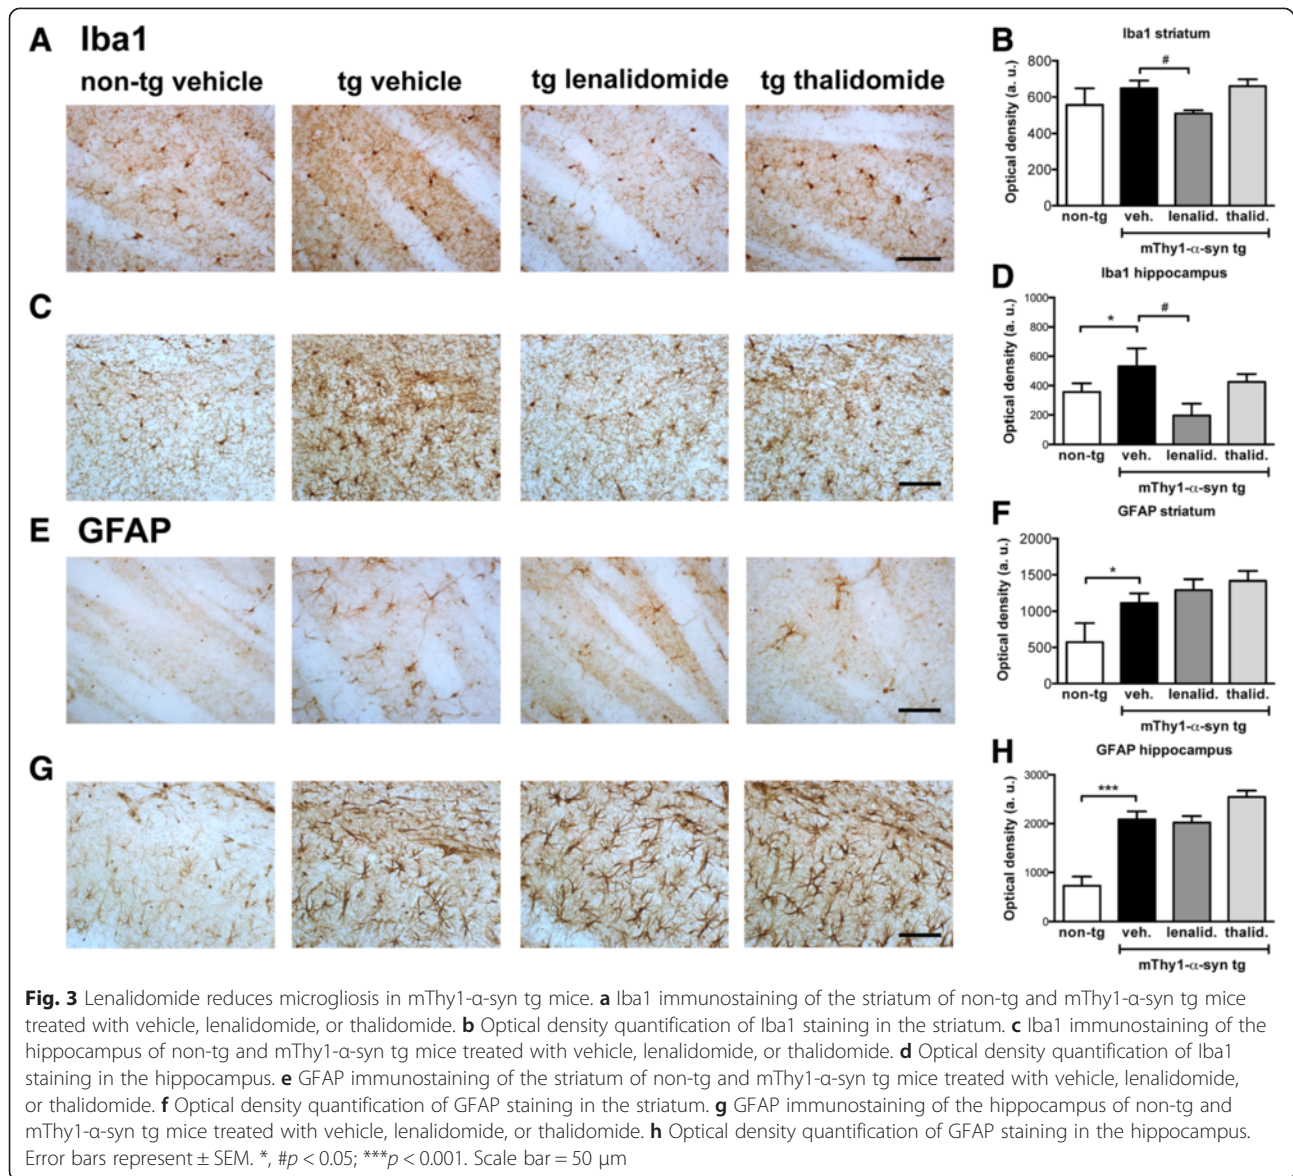 A Iba1
non-tg vehicle tg vehicle tg lenalidomide tg thalidomide
B
Iba1 striatum
#
Optical density (a. u.)
800
600
400
200
0
non-tg veh. lenalid. thalid.
mThy1-α-syn tg
C
D
Iba1 hippocampus
* #
Optical density (a. u.)
1000
800
600
400
200
0
non-tg veh. lenalid. thalid.
mThy1-α-syn tg
E GFAP
F
GFAP striatum
*
Optical density (a. u.)
2000
1500
1000
500
0
non-tg veh. lenalid. thalid.
mThy1-α-syn tg
G
H
GFAP hippocampus
***
Optical density (a. u.)
3000
2000
1000
0
non-tg veh. lenalid. thalid.
mThy1-α-syn tg
Fig. 3 Lenalidomide reduces microgliosis in mThy1-α-syn tg mice. a Iba1 immunostaining of the striatum of non-tg and mThy1-α-syn tg mice
treated with vehicle, lenalidomide, or thalidomide. b Optical density quantification of Iba1 staining in the striatum. c Iba1 immunostaining of the
hippocampus of non-tg and mThy1-α-syn tg mice treated with vehicle, lenalidomide, or thalidomide. d Optical density quantification of Iba1
staining in the hippocampus. e GFAP immunostaining of the striatum of non-tg and mThy1-α-syn tg mice treated with vehicle, lenalidomide,
or thalidomide. f Optical density quantification of GFAP staining in the striatum. g GFAP immunostaining of the hippocampus of non-tg and
mThy1-α-syn tg mice treated with vehicle, lenalidomide, or thalidomide. h Optical density quantification of GFAP staining in the hippocampus.
Error bars represent ± SEM. *, #p < 0.05; ***p < 0.001. Scale bar = 50 μm